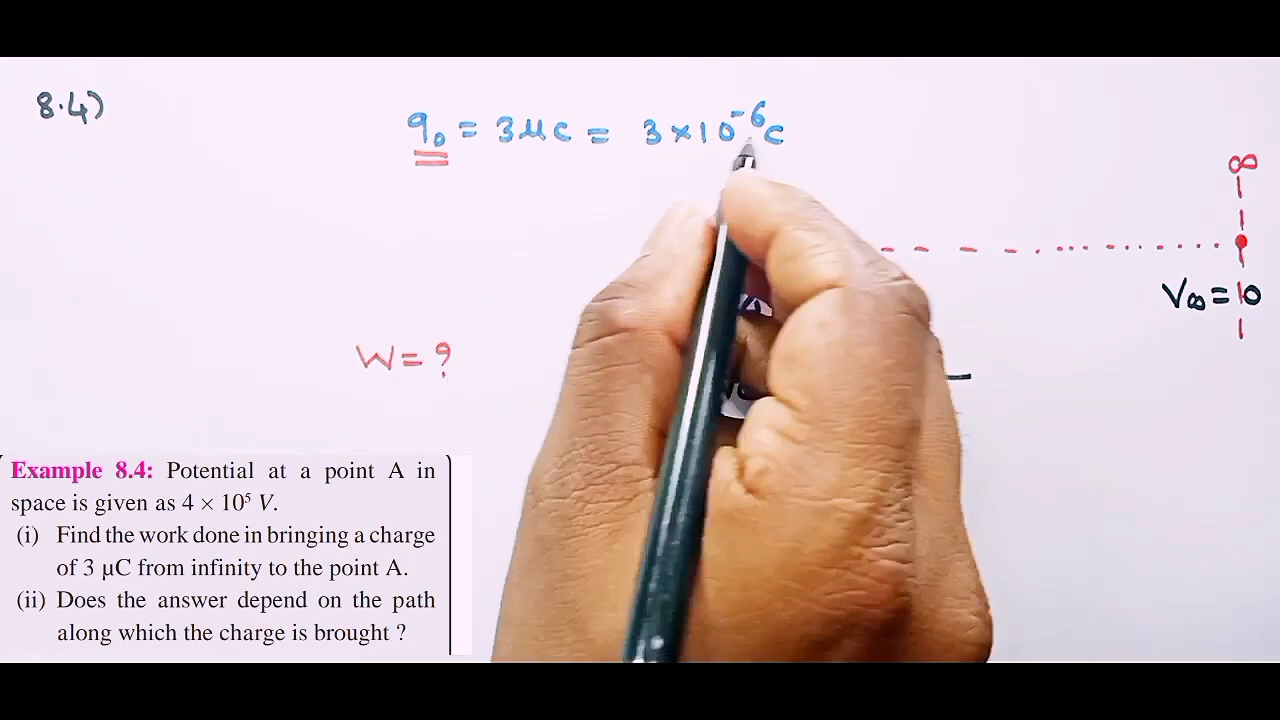 8.4)
q₀ = 3μC = 3×10⁻⁶C
∞
V∞ = 0
W = ?
Example 8.4: Potential at a point A in
space is given as 4 × 10⁵ V.
(i) Find the work done in bringing a charge
of 3 μC from infinity to the point A.
(ii) Does the answer depend on the path
along which the charge is brought ?